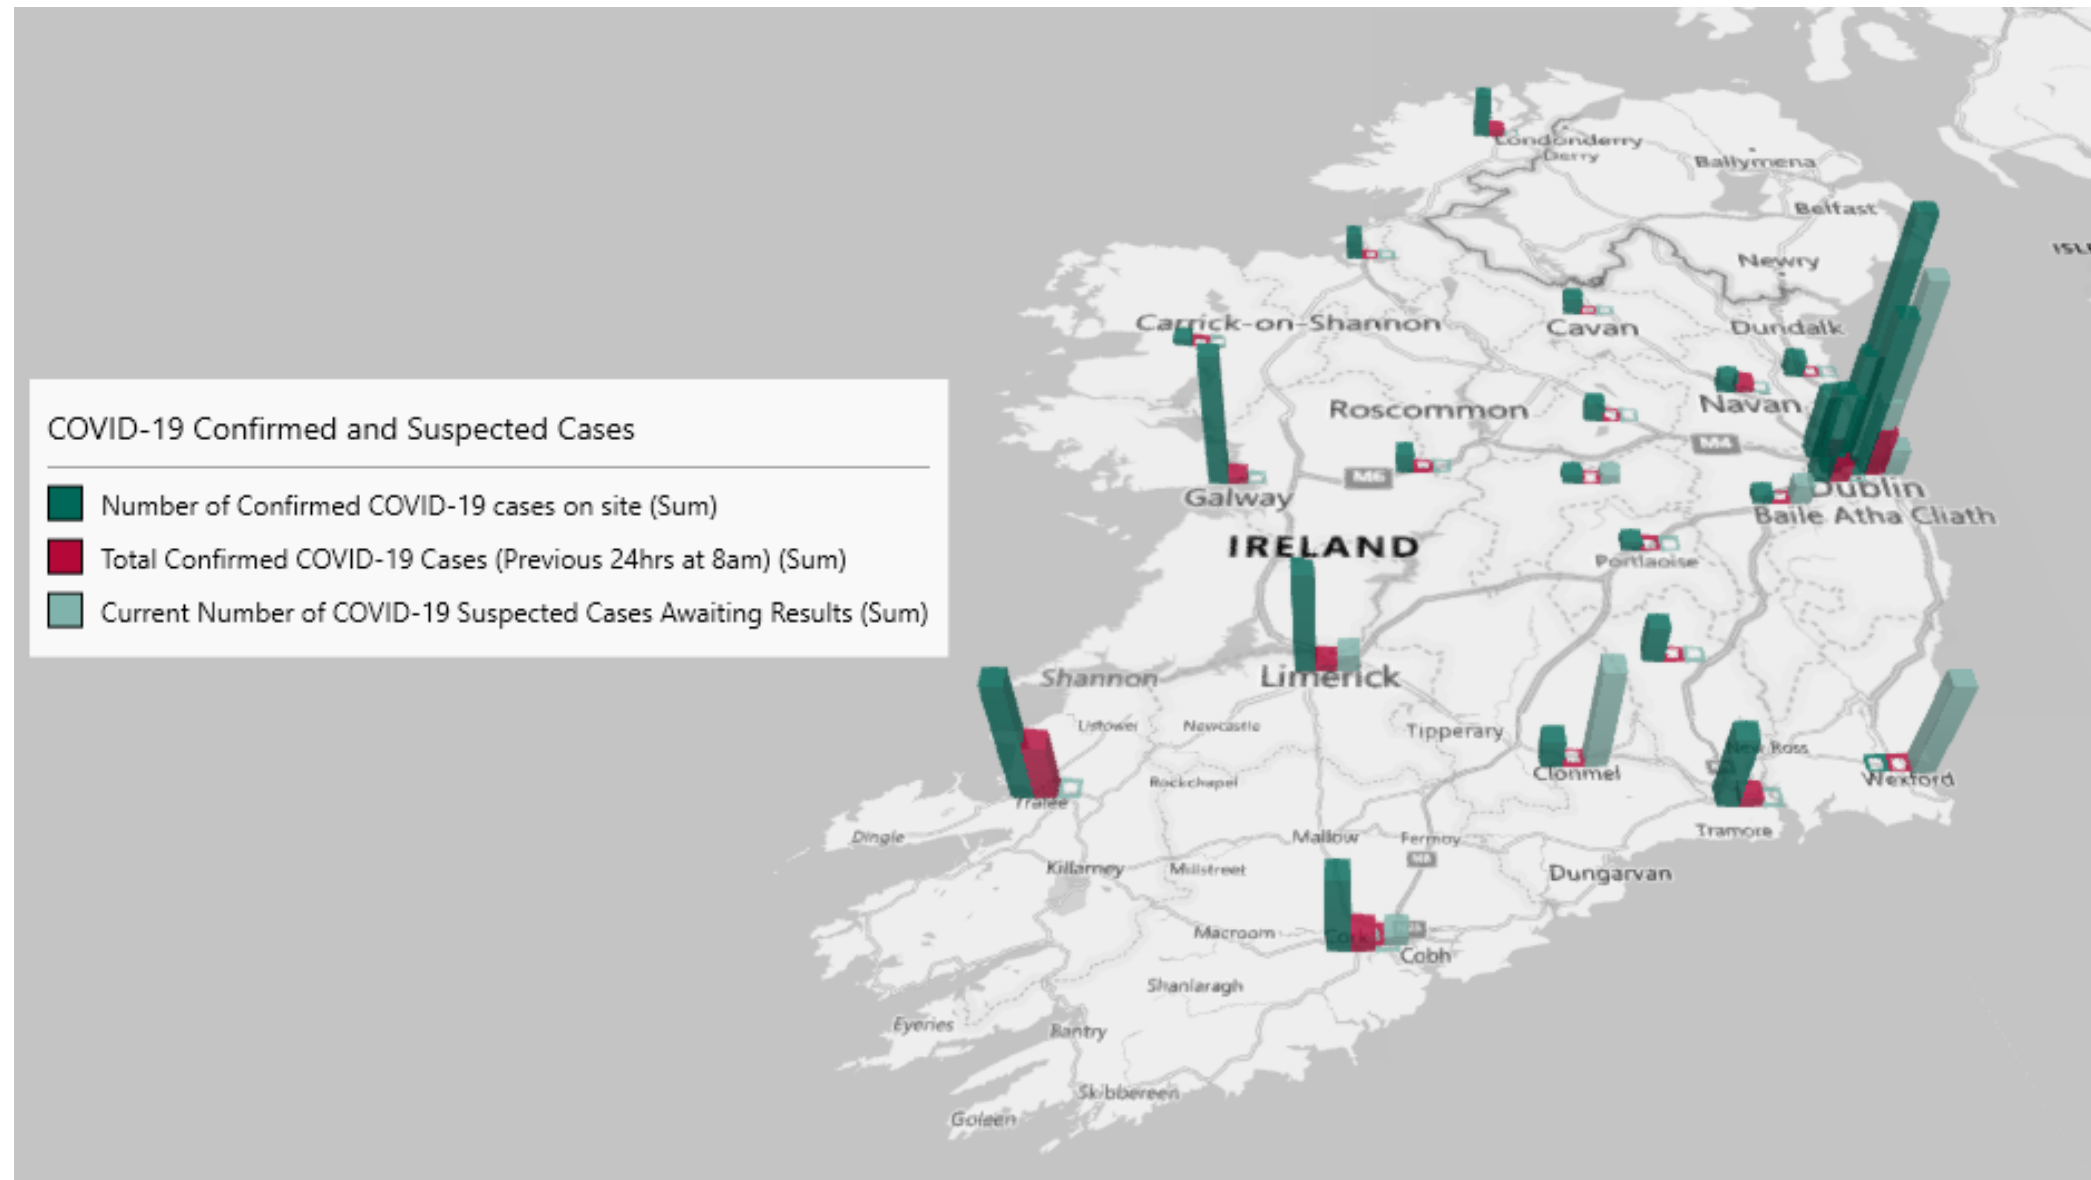 Londonderry
Derry
Ballymena
Belfast
Newry
Carrick-on-Shannon
Cavan
Dundalk
Roscommon
Navan
M4
M6
Galway
Dublin
Baile Atha Cliath
COVID-19 Confirmed and Suspected Cases
Number of Confirmed COVID-19 cases on site (Sum)
Total Confirmed COVID-19 Cases (Previous 24hrs at 8am) (Sum)
Current Number of COVID-19 Suspected Cases Awaiting Results (Sum)
IRELAND
Portlaoise
Shannon
Limerick
Listowel
Newcastle
Tipperary
New Ross
Rockchapel
Clonmel
Wexford
Tralee
Dingle
Mallow
Fermoy
Tramore
M8
Killarney
Millstreet
Dungarvan
Macroom
Cork
Cobh
Shanlaragh
Eyeries
Bantry
Skibbereen
Goleen